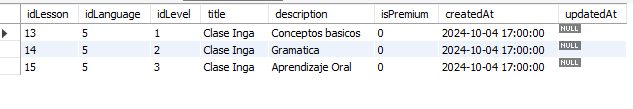 idLesson idLanguage idLevel title description isPremium createdAt updatedAt
13 5 1 Clase Inga Conceptos basicos 0 2024-10-04 17:00:00 NULL
14 5 2 Clase Inga Gramatica 0 2024-10-04 17:00:00 NULL
15 5 3 Clase Inga Aprendizaje Oral 0 2024-10-04 17:00:00 NULL